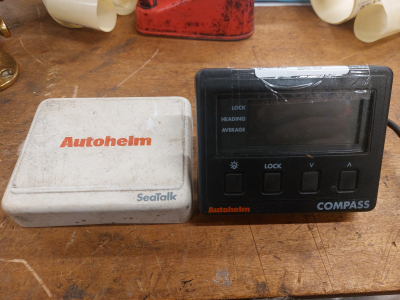 Autohelm
SeaTalk
LOCK
HEADING
AVERAGE
LOCK
Autohelm
COMPASS